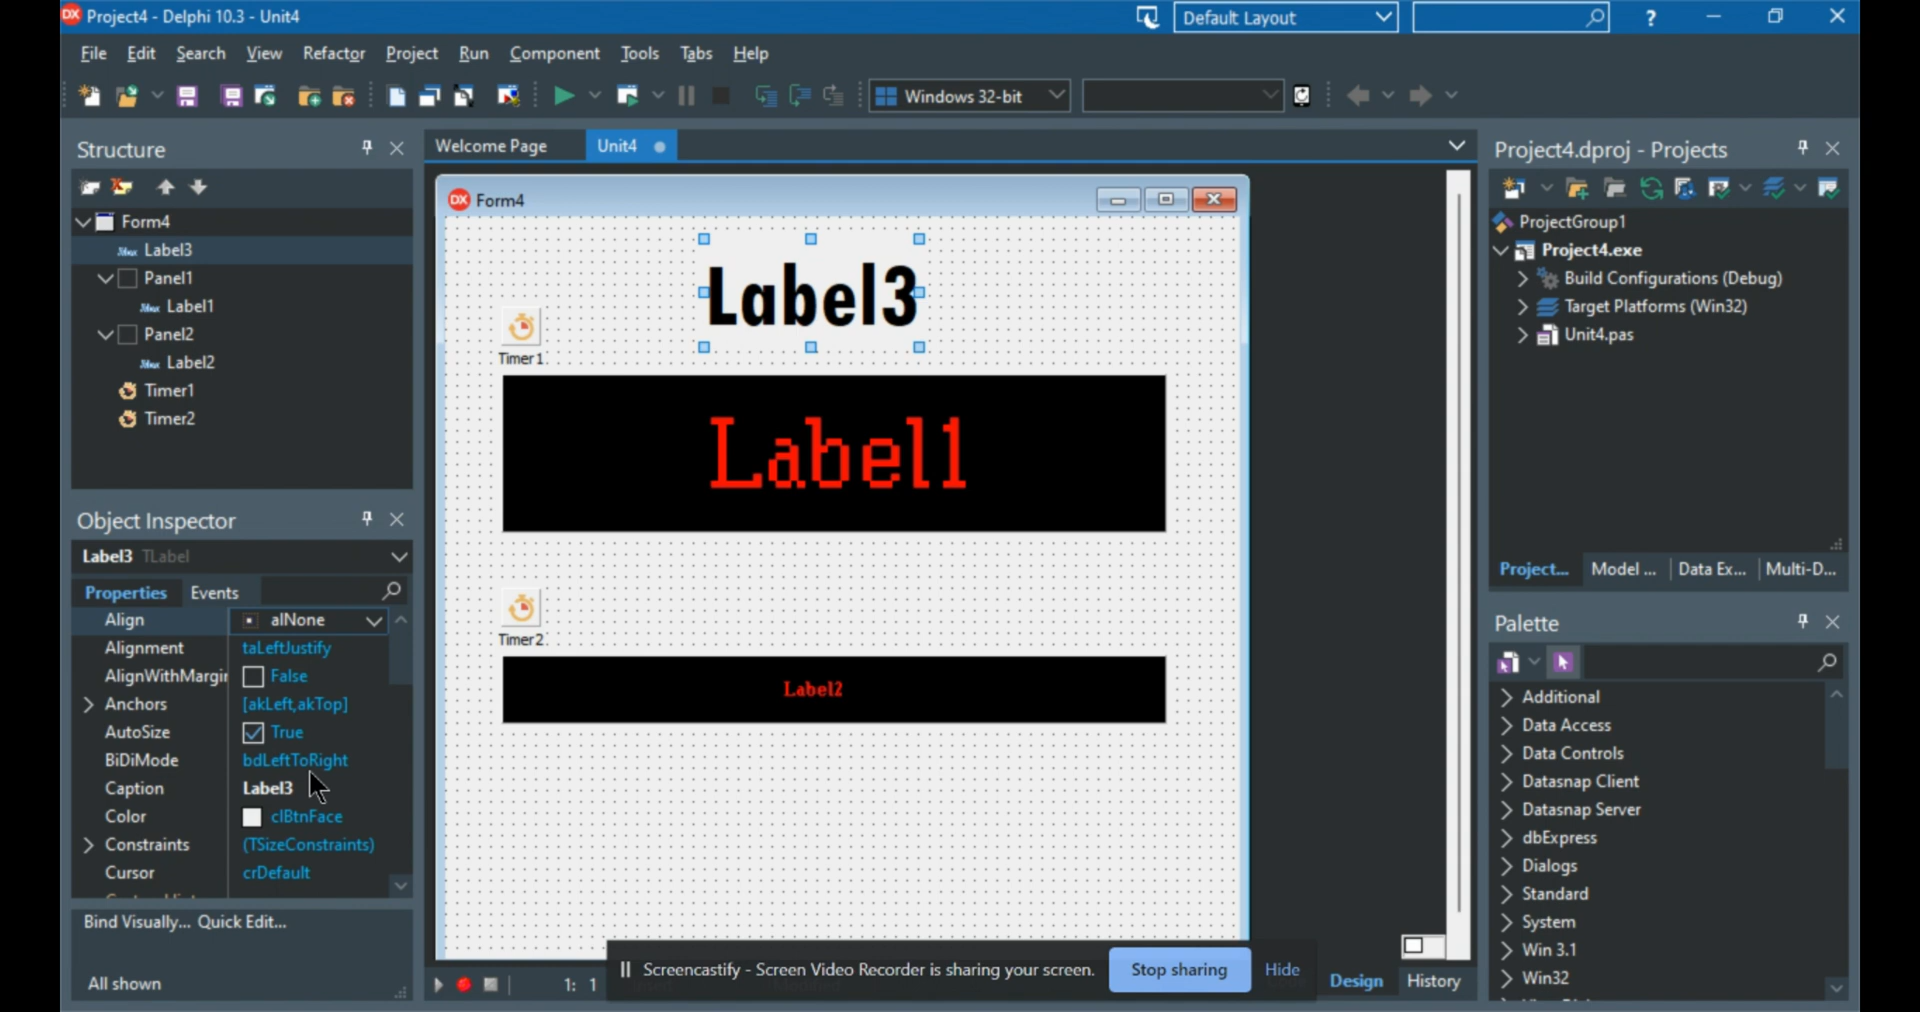 Project4 - Delphi 10.3 - Unit4
Default Layout
?
File Edit Search View Refactor Project Run Component Tools Tabs Help
Windows 32-bit
Structure
Form4
Label3
Panel1
Label1
Panel2
Label2
Timer1
Timer2
Object Inspector
Label3 TLabel
Properties Events
Align alNone
Alignment taLeftJustify
AlignWithMargin False
Anchors [akLeft,akTop]
AutoSize True
BiDiMode bdLeftToRight
Caption Label3
Color clBtnFace
Constraints (TSizeConstraints)
Cursor crDefault
Bind Visually... Quick Edit...
All shown
Welcome Page Unit4
DX Form4
Label3
Timer1
Label1
Timer2
Label2
1: 1
Screencastify - Screen Video Recorder is sharing your screen. Stop sharing Hide
Design History
Project4.dproj - Projects
ProjectGroup1
Project4.exe
Build Configurations (Debug)
Target Platforms (Win32)
Unit4.pas
Project... Model ... Data Ex... Multi-D...
Palette
Additional
Data Access
Data Controls
Datasnap Client
Datasnap Server
dbExpress
Dialogs
Standard
System
Win 3.1
Win32